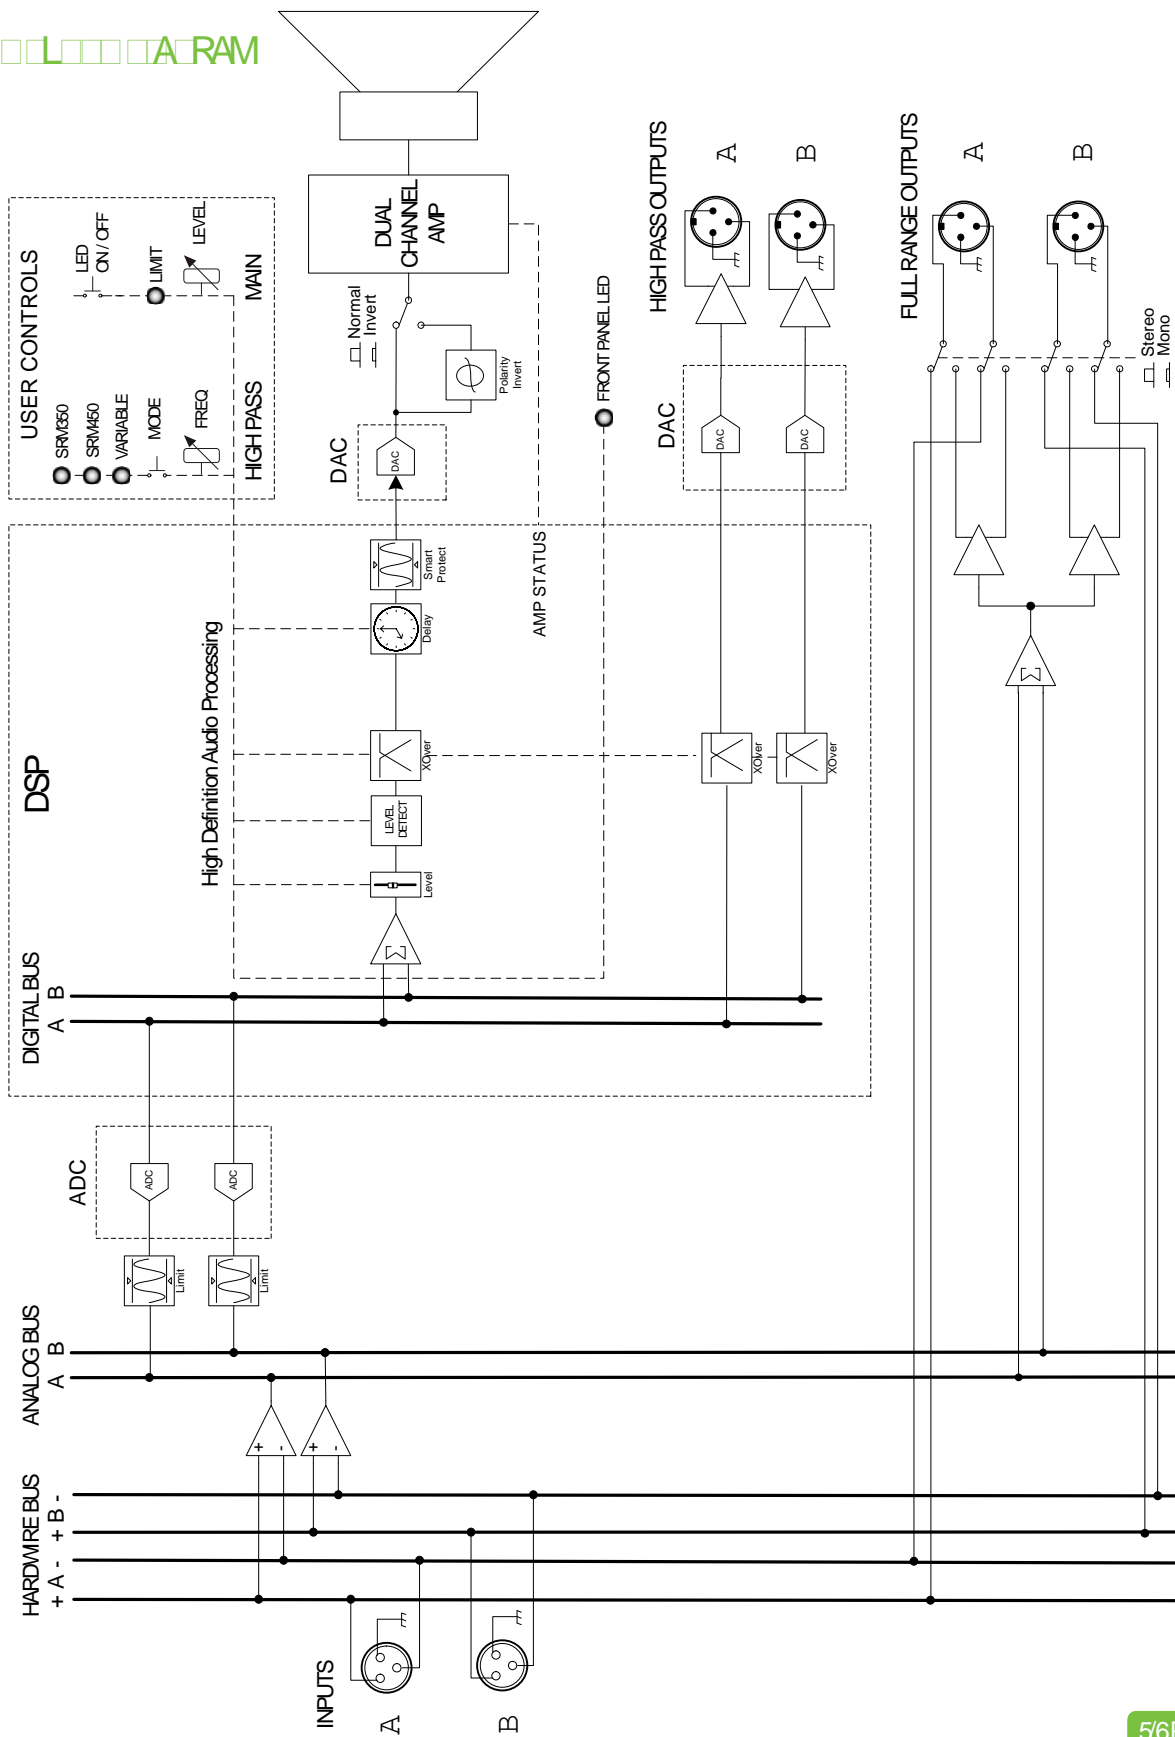 L A RAM
USER CONTROLS
SRM350
SRM450
VARIABLE
MODE
FREQ
HIGH PASS
LED
ON / OFF
LIMIT
LEVEL
MAIN
DUAL
CHANNEL
AMP
Normal
Invert
Polarity
Invert
DAC
DAC
FRONT PANEL LED
HIGH PASS OUTPUTS
A
B
DAC
DAC
DAC
FULL RANGE OUTPUTS
A
B
Stereo
Mono
DSP
High Definition Audio Processing
Smart
Protect
Delay
XOver
LEVEL
DETECT
Level
Σ
AMP STATUS
XOver
XOver
Σ
DIGITAL BUS
A B
ADC
ADC
ADC
Limit
Limit
ANALOG BUS
A B
+
-
+
-
HARDWIRE BUS
+ A - + B -
INPUTS
A
B